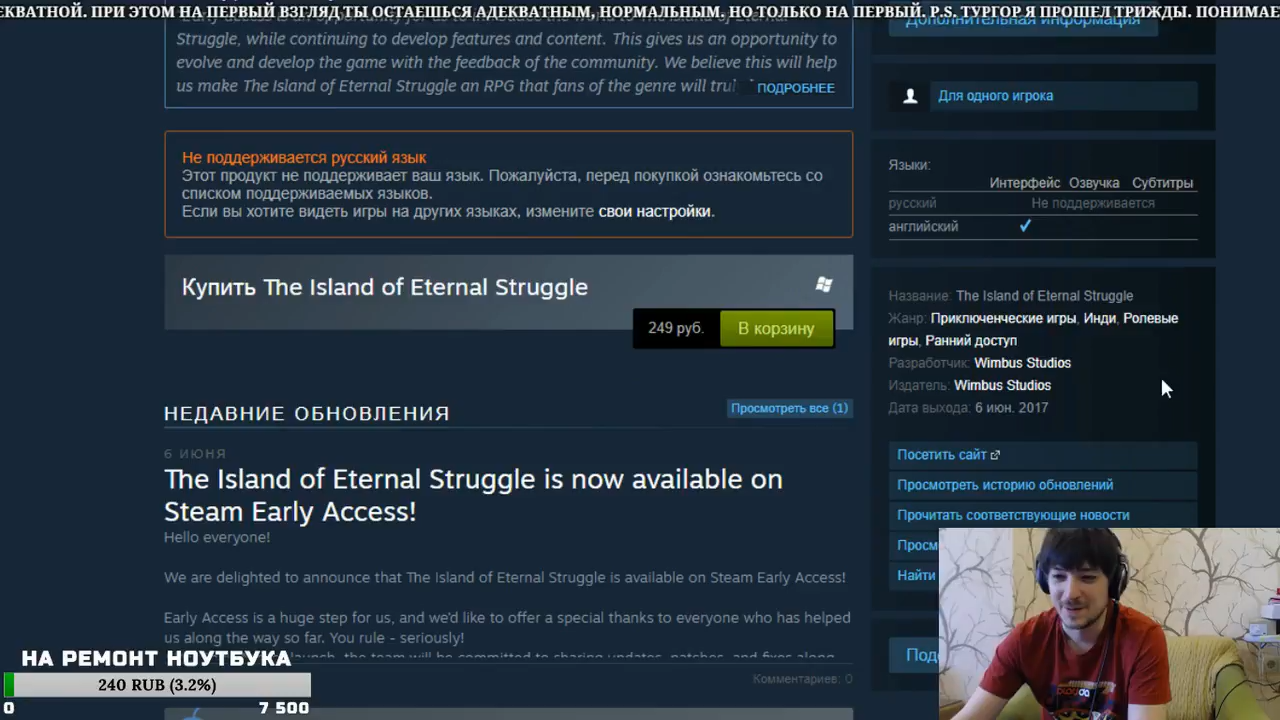 ЕКВАТНОЙ. ПРИ ЭТОМ НА ПЕРВЫЙ ВЗГЛЯД ТЫ ОСТАЕШЬСЯ АДЕКВАТНЫМ, НОРМАЛЬНЫМ. НО ТОЛЬКО НА ПЕРВЫЙ. P.S. ТУРГОР Я ПРОШЕЛ ТРИЖДЫ. ПОНИМАЕ
Struggle, while continuing to develop features and content. This gives us an opportunity to
evolve and develop the game with the feedback of the community. We believe this will help
us make The Island of Eternal Struggle an RPG that fans of the genre will trul
ПОДРОБНЕЕ
Не поддерживается русский язык
Этот продукт не поддерживает ваш язык. Пожалуйста, перед покупкой ознакомьтесь со
списком поддерживаемых языков.
Если вы хотите видеть игры на других языках, измените свои настройки.
Купить The Island of Eternal Struggle
249 руб.
В корзину
НЕДАВНИЕ ОБНОВЛЕНИЯ
Просмотреть все (1)
6 ИЮНЯ
The Island of Eternal Struggle is now available on
Steam Early Access!
Hello everyone!
We are delighted to announce that The Island of Eternal Struggle is available on Steam Early Access!
Early Access is a huge step for us, and we'd like to offer a special thanks to everyone who has helped
us along the way so far. You rule - seriously!
Комментариев: 0
Дополнительная информация
Для одного игрока
Языки:
Интерфейс Озвучка Субтитры
русский Не поддерживается
английский ✔
Название: The Island of Eternal Struggle
Жанр: Приключенческие игры, Инди, Ролевые
игры, Ранний доступ
Разработчик: Wimbus Studios
Издатель: Wimbus Studios
Дата выхода: 6 июн. 2017
Посетить сайт
Просмотреть историю обновлений
Прочитать соответствующие новости
Просм
Найти
НА РЕМОНТ НОУТБУКА
240 RUB (3.2%)
0 7 500